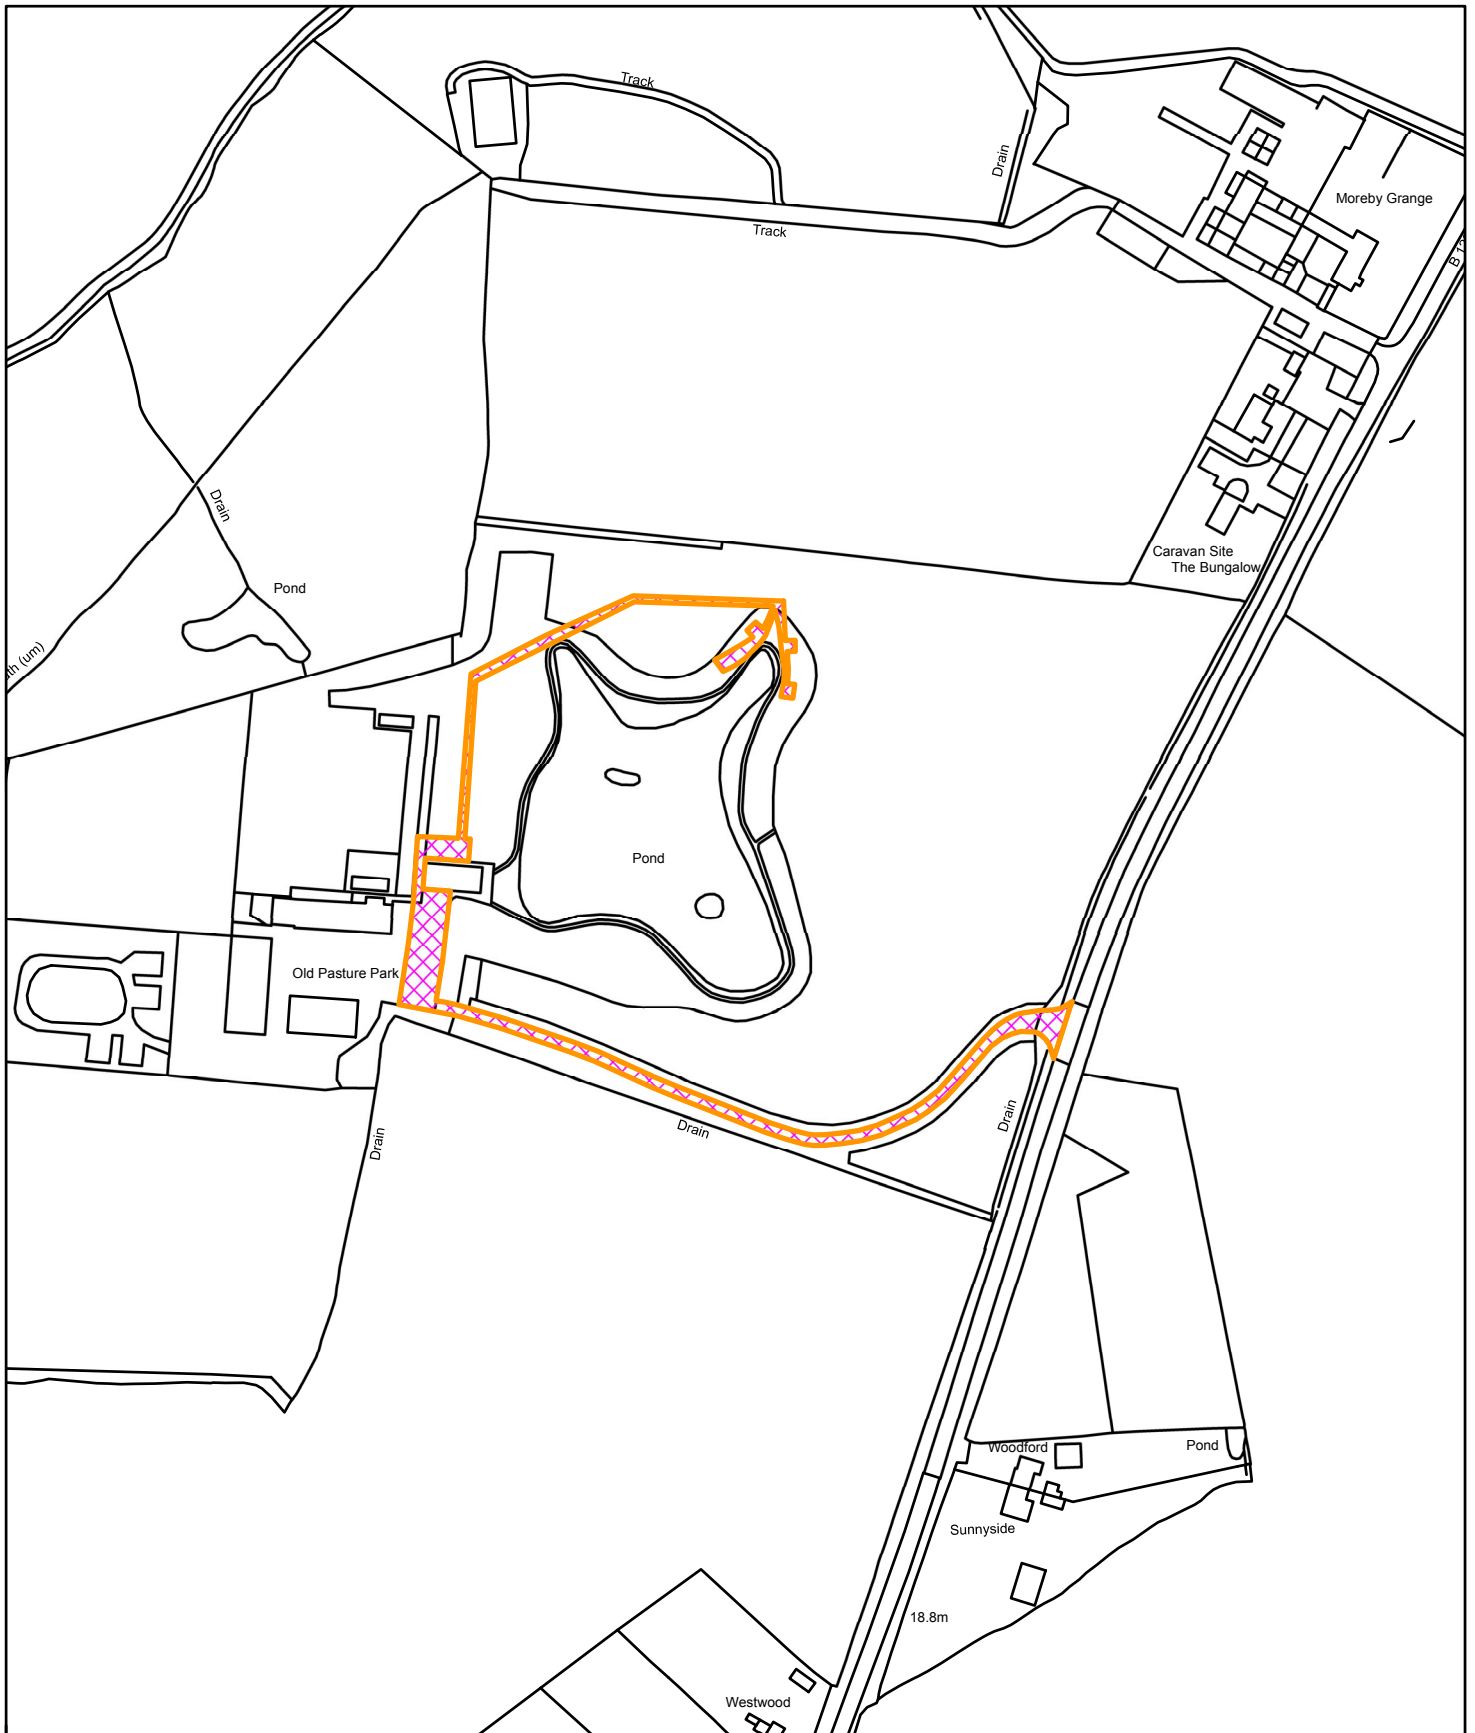 Track
Drain
Moreby Grange
Track
Drain
Caravan Site
The Bungalow
Pond
Pond
Old Pasture Park
Drain
Drain
Drain
Woodford
Pond
Sunnyside
18.8m
Westwood
(um)